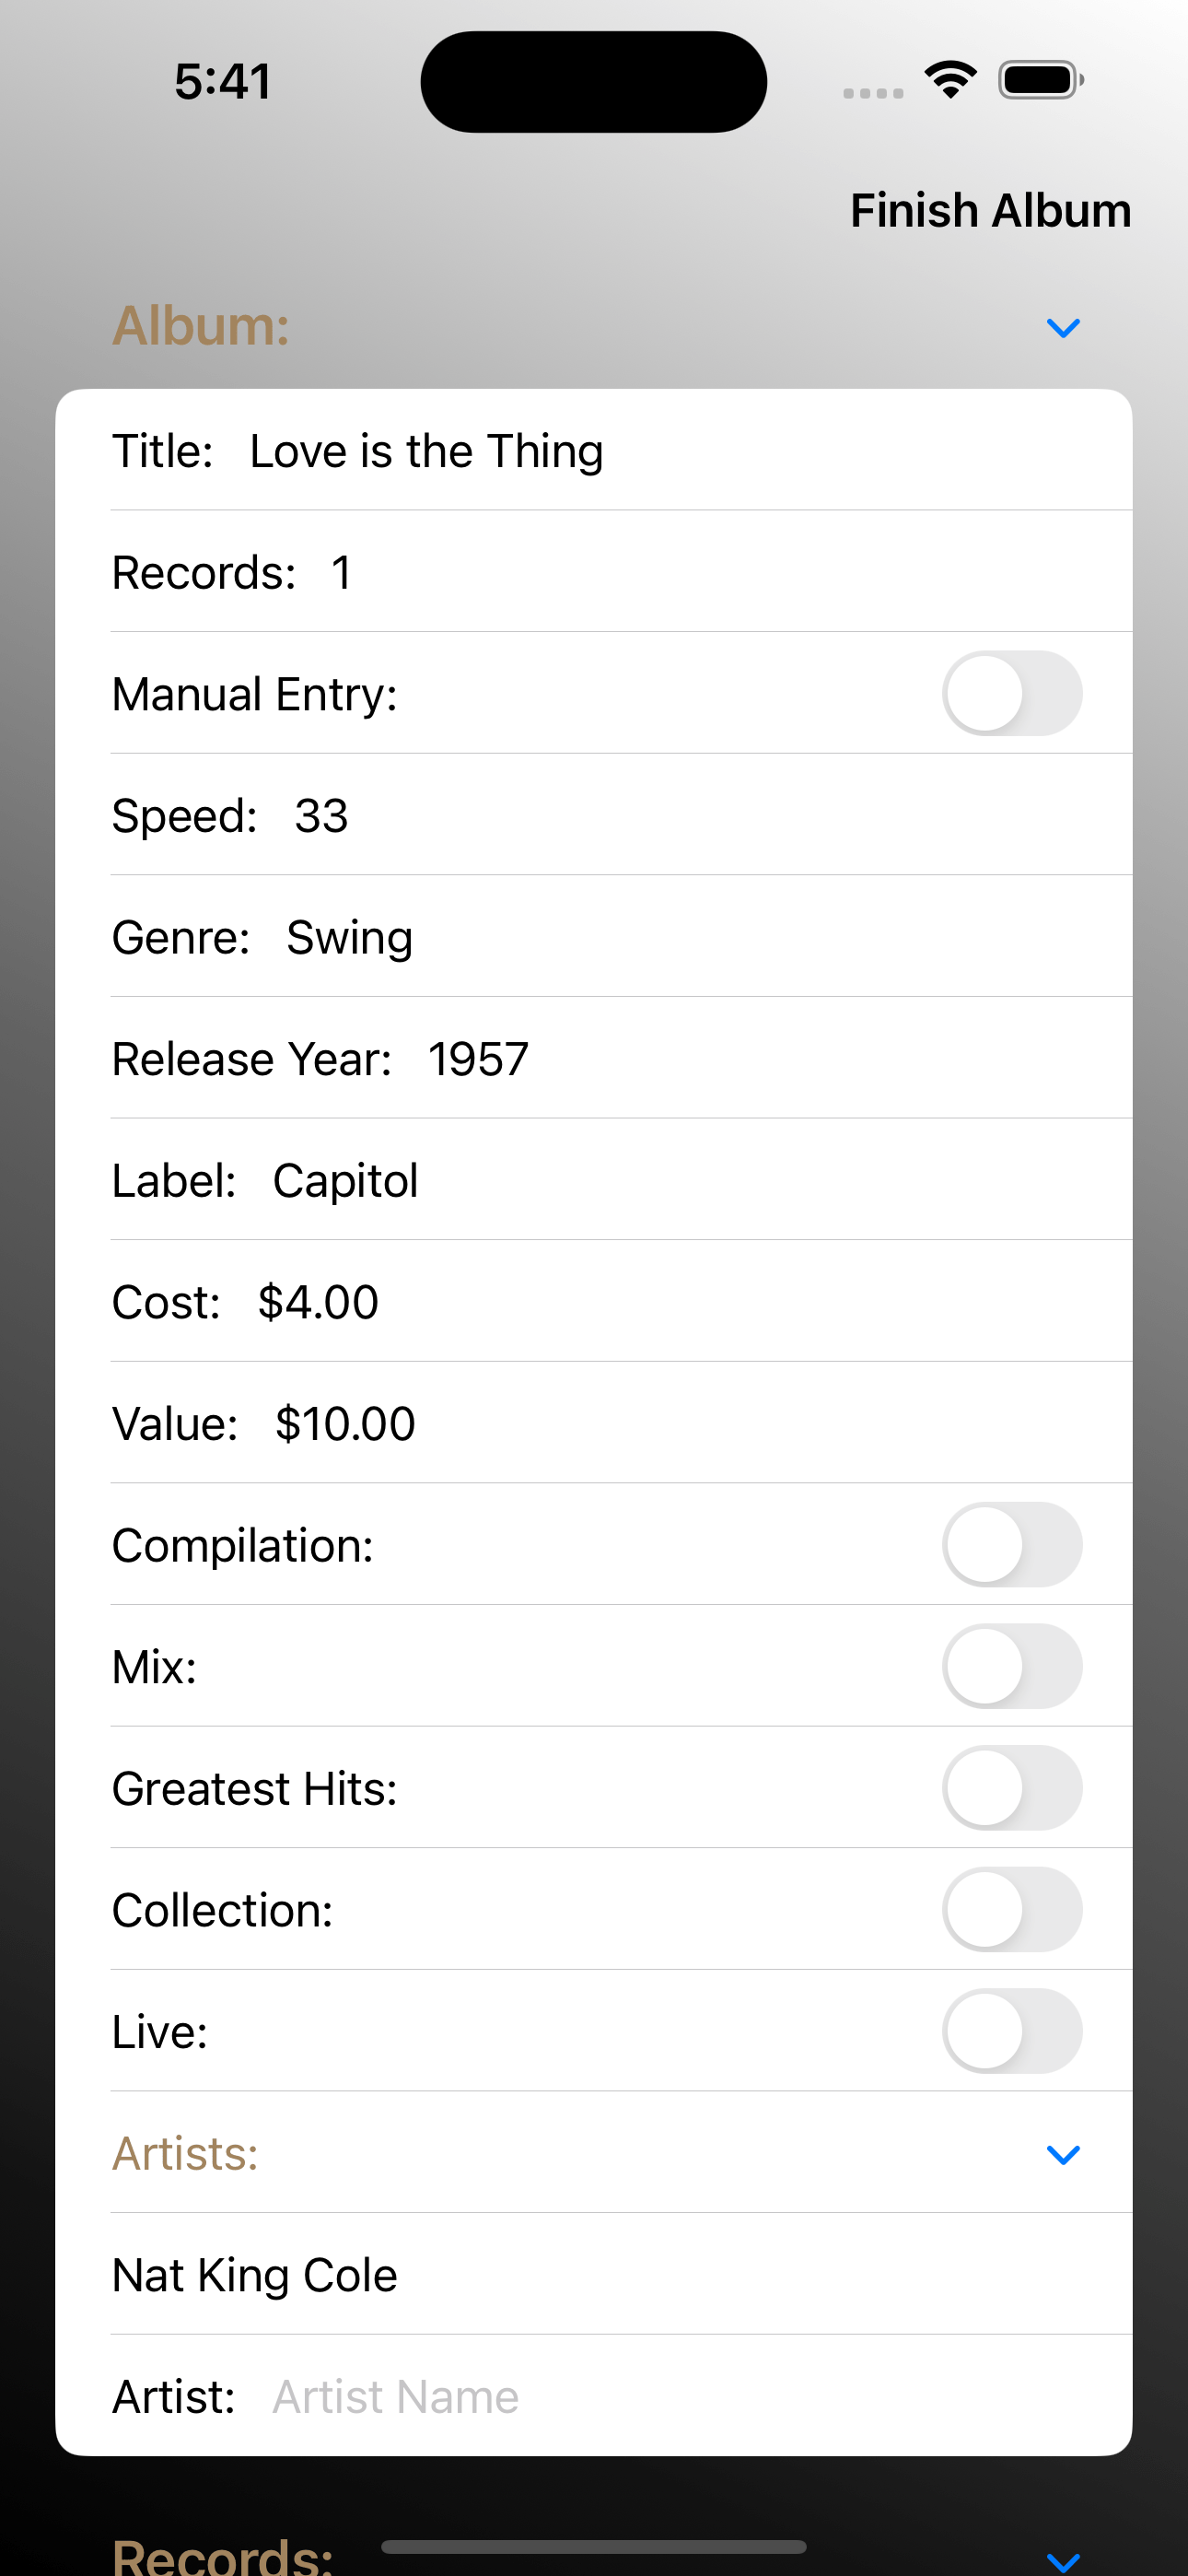 5:41
Finish Album
Album:
Title: Love is the Thing
Records: 1
Manual Entry:
Speed: 33
Genre: Swing
Release Year: 1957
Label: Capitol
Cost: $4.00
Value: $10.00
Compilation:
Mix:
Greatest Hits:
Collection:
Live:
Artists:
Nat King Cole
Artist: Artist Name
Records: